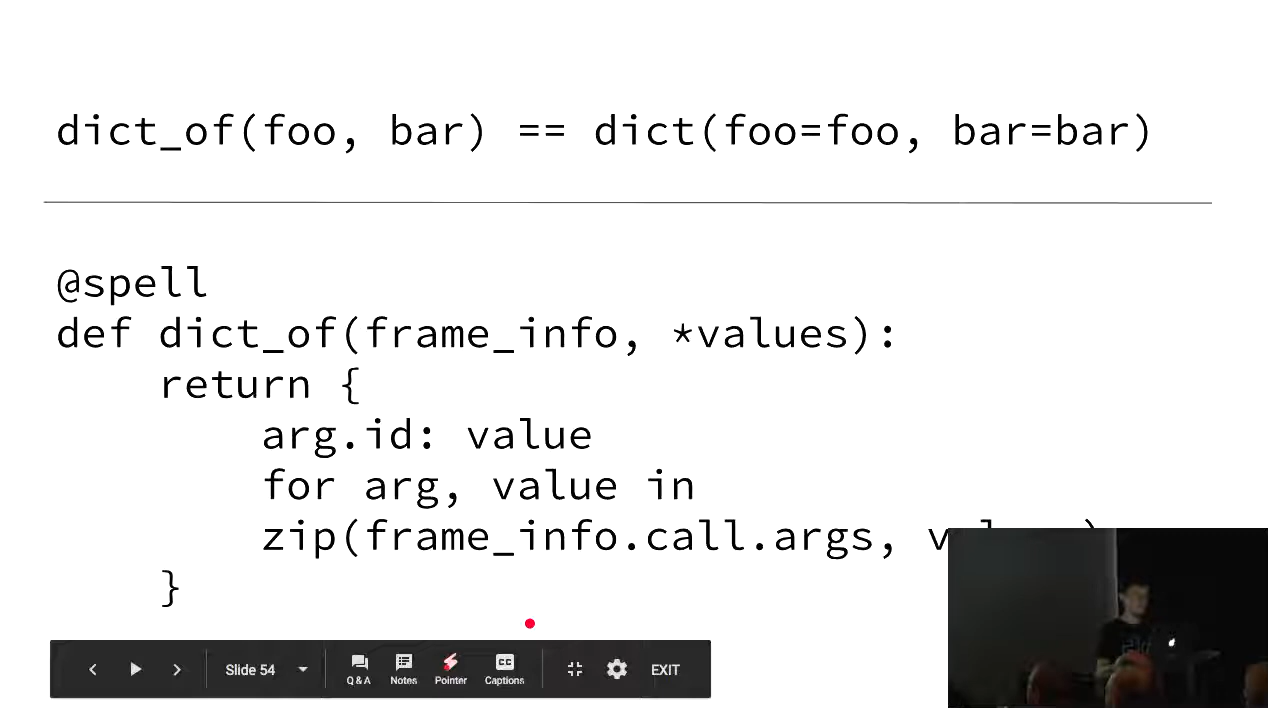 dict_of(foo, bar) == dict(foo=foo, bar=bar)
@spell
def dict_of(frame_info, *values):
    return {
        arg.id: value
        for arg, value in
        zip(frame_info.call.args,
    }
Slide 54
Q & A
Notes
Pointer
CC
Captions
EXIT